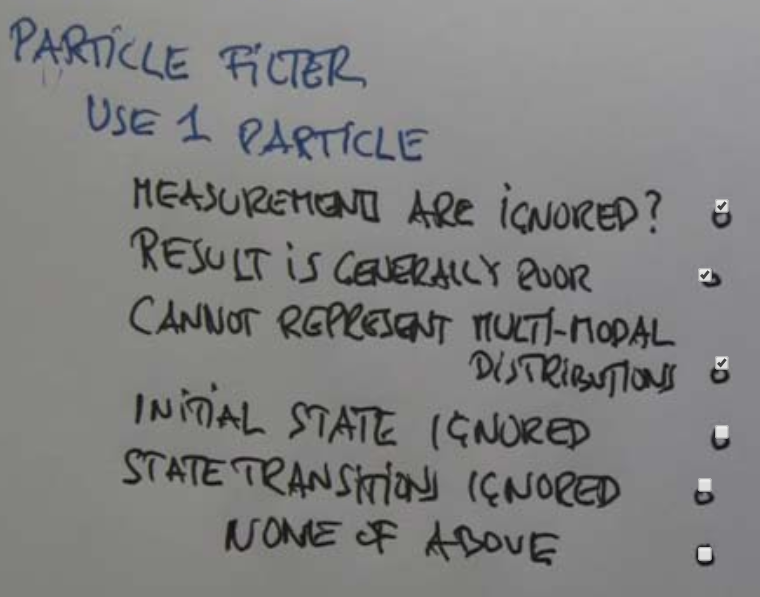 PARTICLE FILTER
USE 1 PARTICLE
MEASUREMENT ARE IGNORED?
RESULT IS GENERALLY POOR
CANNOT REPRESENT MULTI-MODAL
DISTRIBUTIONS
INITIAL STATE IGNORED
STATE TRANSITIONS IGNORED
NONE OF ABOVE